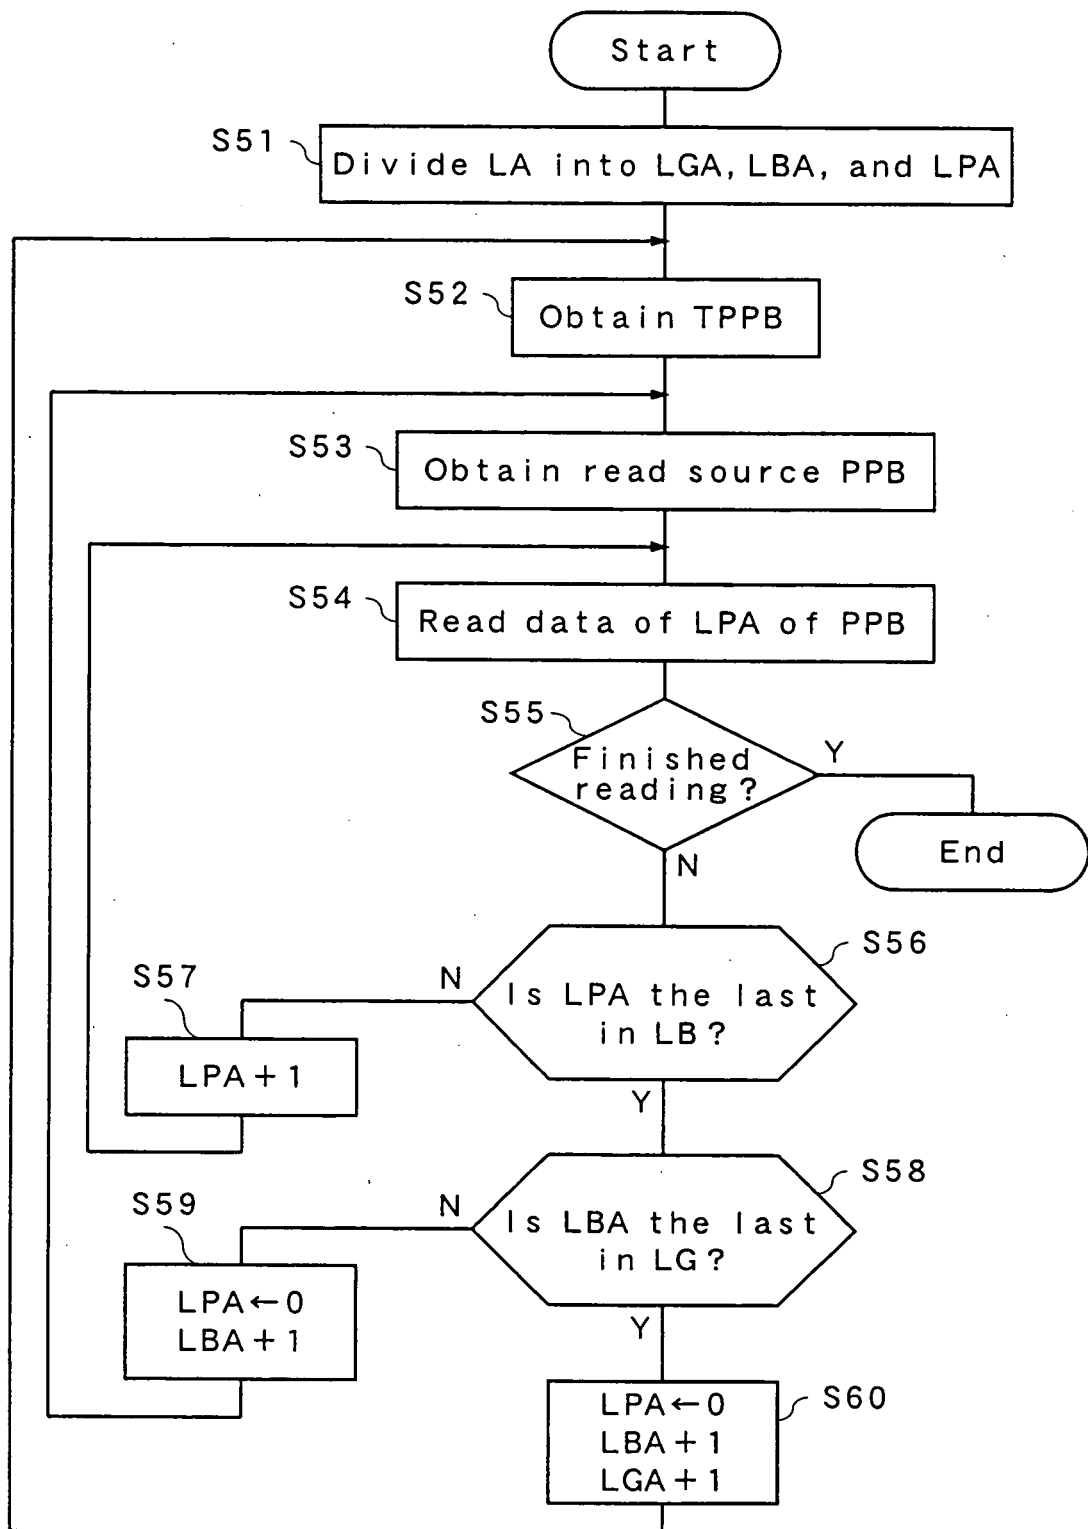 Start
S51
Divide LA into LGA, LBA, and LPA
S52
Obtain TPPB
S53
Obtain read source PPB
S54
Read data of LPA of PPB
S55
Finished
reading?
Y
End
N
S56
Is LPA the last
in LB?
N
S57
LPA+1
Y
S58
Is LBA the last
in LG?
N
S59
LPA←0
LBA+1
Y
S60
LPA←0
LBA+1
LGA+1